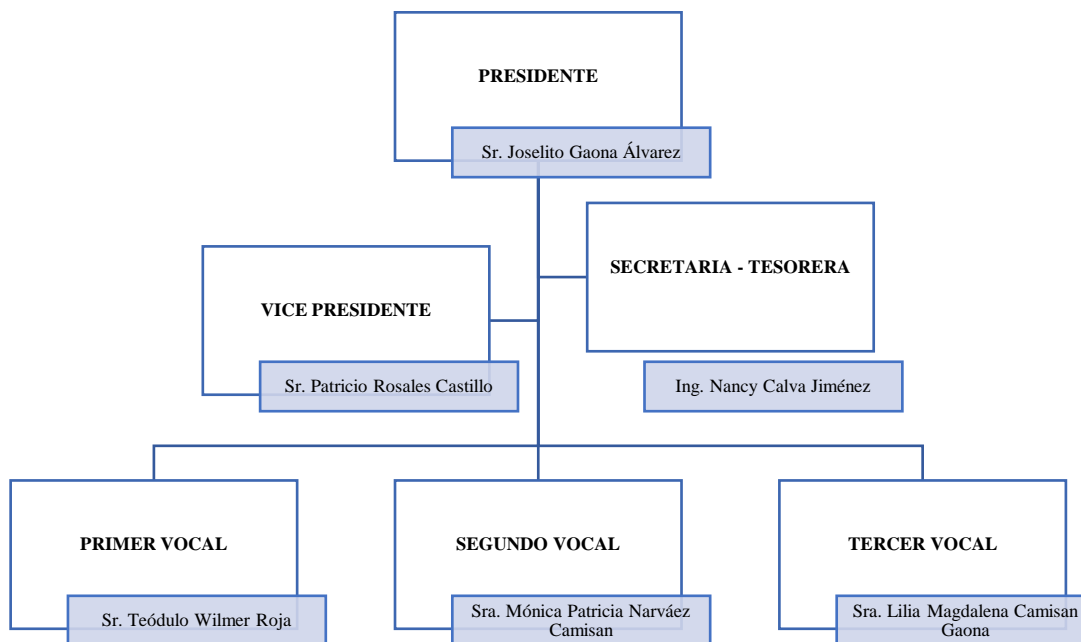 PRESIDENTE
Sr. Joselito Gaona Álvarez
SECRETARIA - TESORERA
VICE PRESIDENTE
Sr. Patricio Rosales Castillo
Ing. Nancy Calva Jiménez
PRIMER VOCAL
SEGUNDO VOCAL
TERCER VOCAL
Sr. Teódulo Wilmer Roja
Sra. Mónica Patricia Narváez
Camisan
Sra. Lilia Magdalena Camisan
Gaona